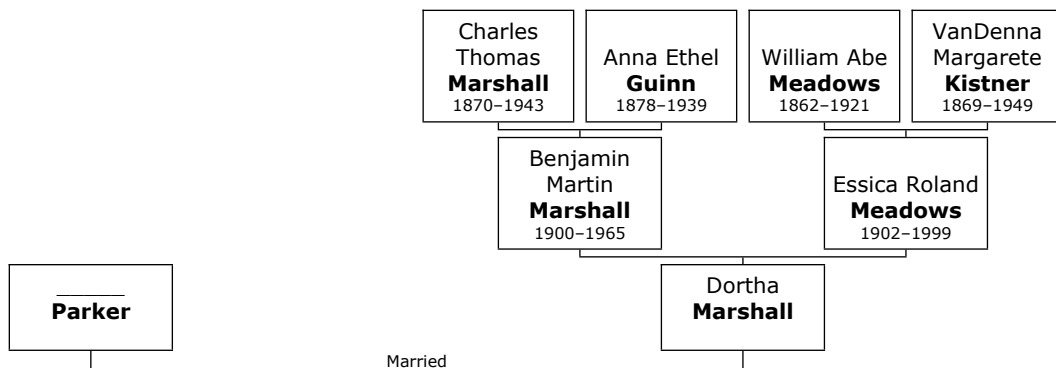 Charles
Thomas
Marshall
1870–1943
Anna Ethel
Guinn
1878–1939
William Abe
Meadows
1862–1921
VanDenna
Margarete
Kistner
1869–1949
Benjamin
Martin
Marshall
1900–1965
Essica Roland
Meadows
1902–1999
_____
Parker
Dortha
Marshall
Married